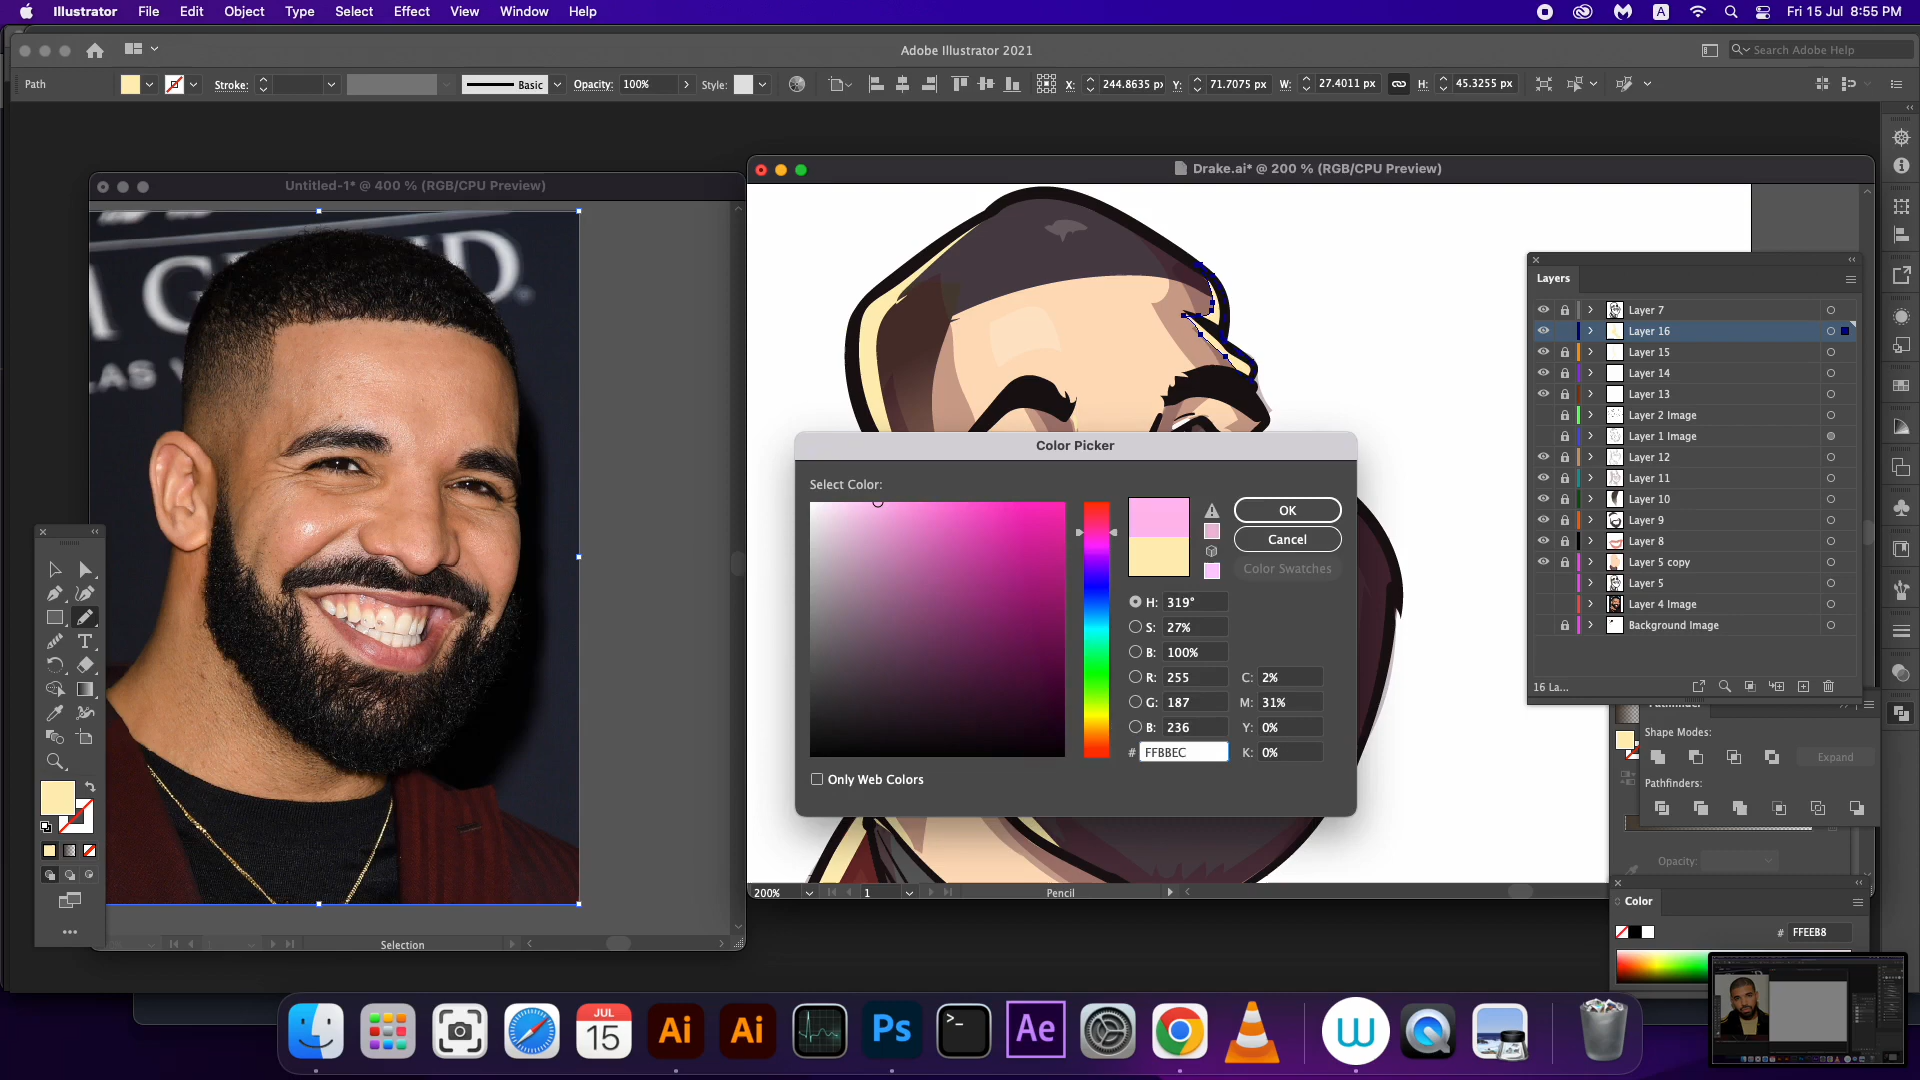 Illustrator File Edit Object Type Select Effect View Window Help
A Fri 15 Jul 8:55 PM
Adobe Illustrator 2021
Search Adobe Help
Path Stroke: Basic Opacity: 100% Style: X: 244.8635 px Y: 71.7075 px W: 27.4011 px H: 45.3255 px
Untitled-1* @ 400 % (RGB/CPU Preview)
Drake.ai* @ 200 % (RGB/CPU Preview)
Layers
Layer 7
Layer 16
Layer 15
Layer 14
Layer 13
Layer 2 Image
Layer 1 Image
Layer 12
Layer 11
Layer 10
Layer 9
Layer 8
Layer 5 copy
Layer 5
Layer 4 Image
Background Image
16 La...
Color Picker
Select Color:
OK
Cancel
Color Swatches
H: 319°
S: 27%
B: 100%
R: 255 C: 2%
G: 187 M: 31%
B: 236 Y: 0%
# FFBBEC K: 0%
Only Web Colors
T
Shape Modes:
Expand
Pathfinders:
Opacity:
200% 1 Pencil
Selection
Color
# FFEEB8
JUL
15
Ai
Ai
Ps
>_
Ae
W